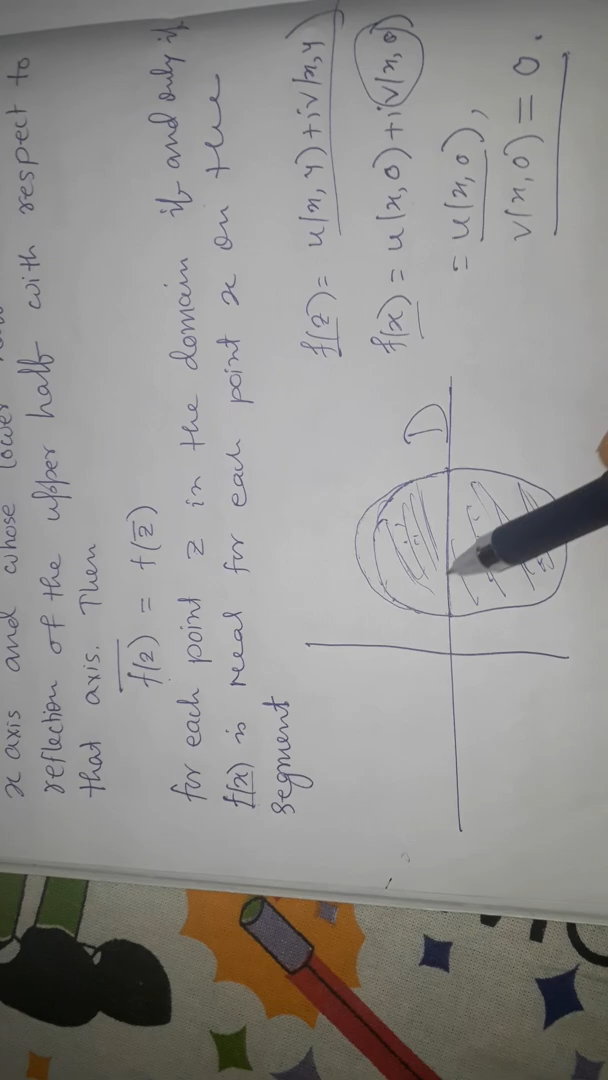 x axis and whose lower
reflection of the upper half with respect to
that axis. Then
\overline{f(z)} = f(\overline{z})
for each point z in the domain if and only if
f(x) is real for each point x on the
segment
f(z) = u(x, y) + i v(x, y)
f(x) = u(x, 0) + i v(x, 0)
= u(x, 0),
v(x, 0) = 0.
D